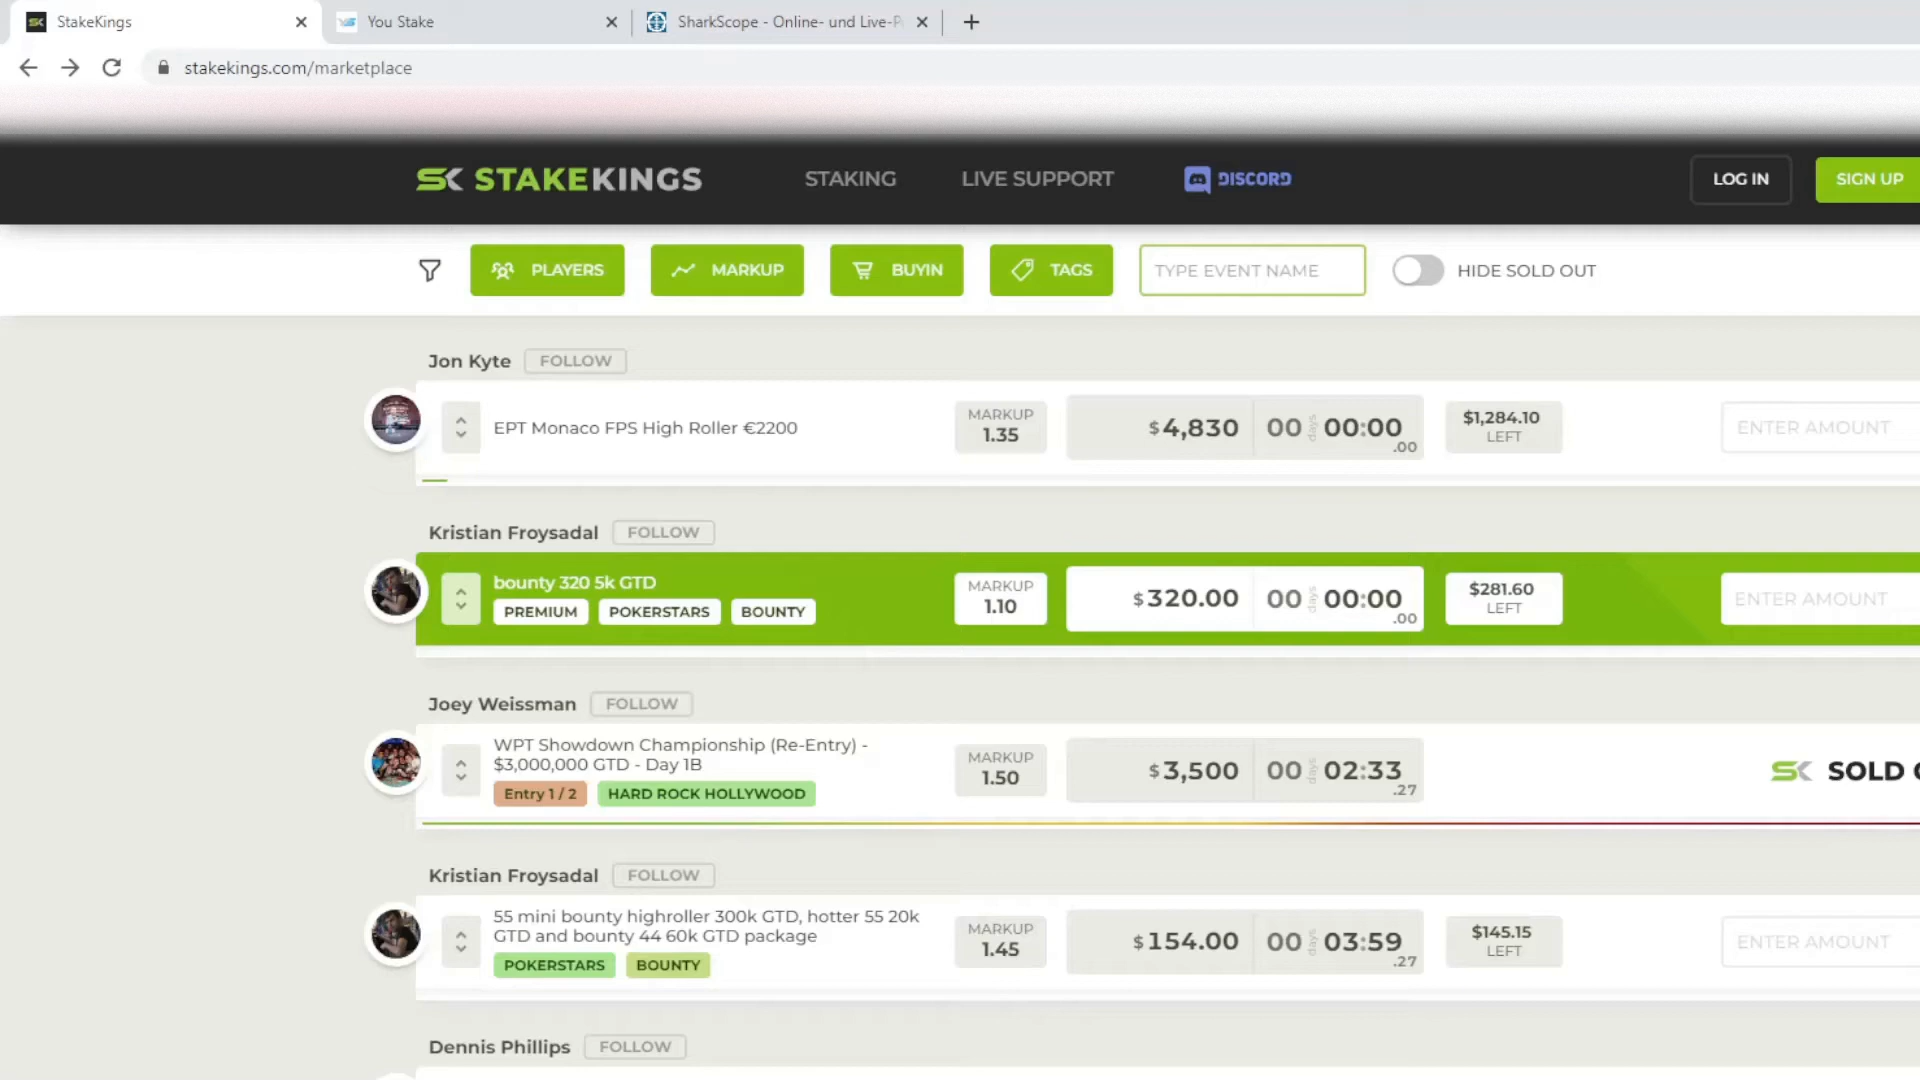 StakeKings
You Stake
SharkScope - Online- und Live-P
stakekings.com/marketplace
SK STAKEKINGS
STAKING
LIVE SUPPORT
DISCORD
LOG IN
SIGN UP
PLAYERS
MARKUP
BUYIN
TAGS
TYPE EVENT NAME
HIDE SOLD OUT
Jon Kyte FOLLOW
EPT Monaco FPS High Roller €2200
MARKUP
1.35
$4,830
00 days 00:00
.00
$1,284.10
LEFT
ENTER AMOUNT
Kristian Froysadal FOLLOW
bounty 320 5k GTD
PREMIUM POKERSTARS BOUNTY
MARKUP
1.10
$320.00
00 days 00:00
.00
$281.60
LEFT
ENTER AMOUNT
Joey Weissman FOLLOW
WPT Showdown Championship (Re-Entry) -
$3,000,000 GTD - Day 1B
Entry 1 / 2 HARD ROCK HOLLYWOOD
MARKUP
1.50
$3,500
00 days 02:33
.27
SK SOLD
Kristian Froysadal FOLLOW
55 mini bounty highroller 300k GTD, hotter 55 20k
GTD and bounty 44 60k GTD package
POKERSTARS BOUNTY
MARKUP
1.45
$154.00
00 days 03:59
.27
$145.15
LEFT
ENTER AMOUNT
Dennis Phillips FOLLOW